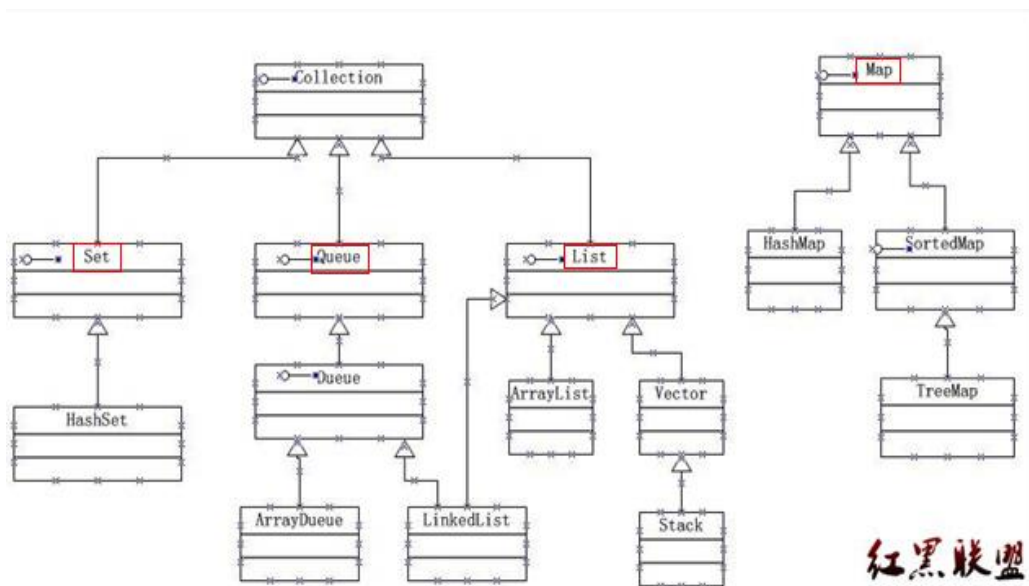 Collection
Map
Set
Queue
List
HashMap
SortedMap
Dueue
ArrayList
Vector
TreeMap
HashSet
ArrayDueue
LinkedList
Stack
红黑联盟